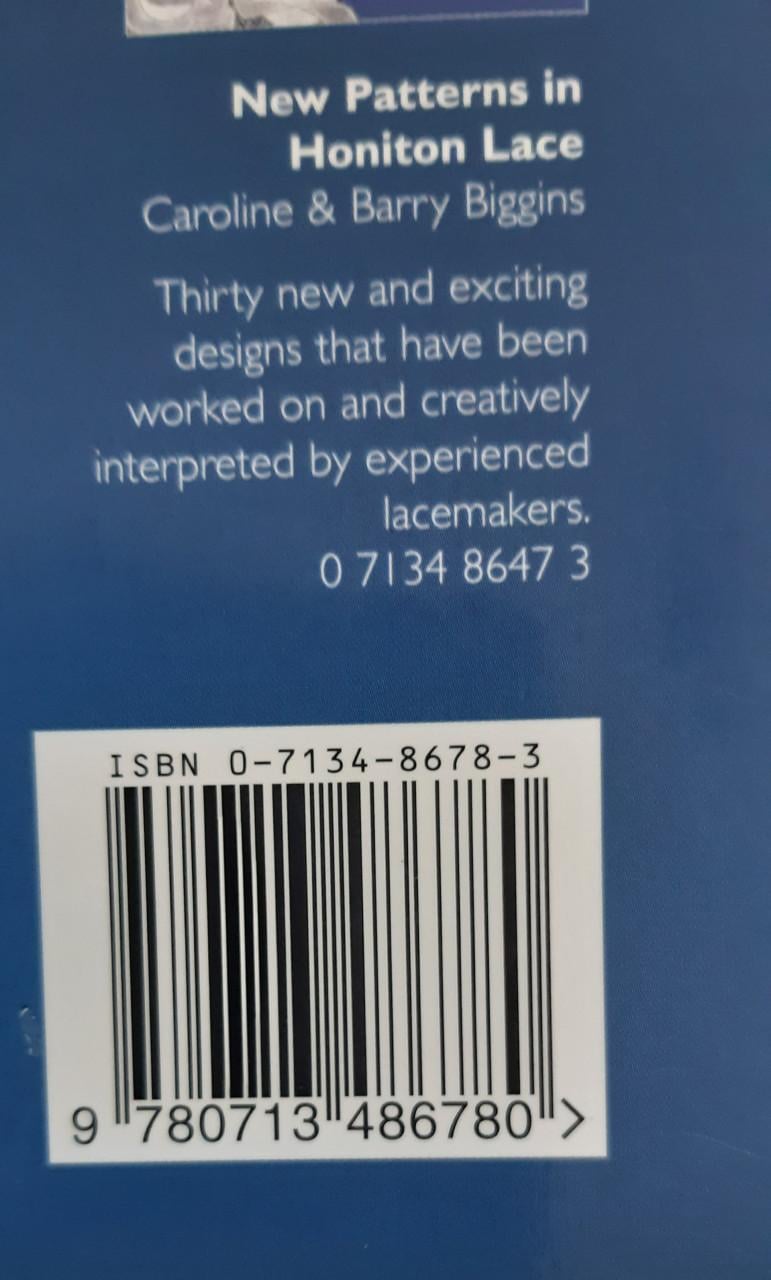 New Patterns in
Honiton Lace
Caroline & Barry Biggins
Thirty new and exciting
designs that have been
worked on and creatively
interpreted by experienced
lacemakers.
0 7134 8647 3
ISBN 0-7134-8678-3
9 780713 486780 >